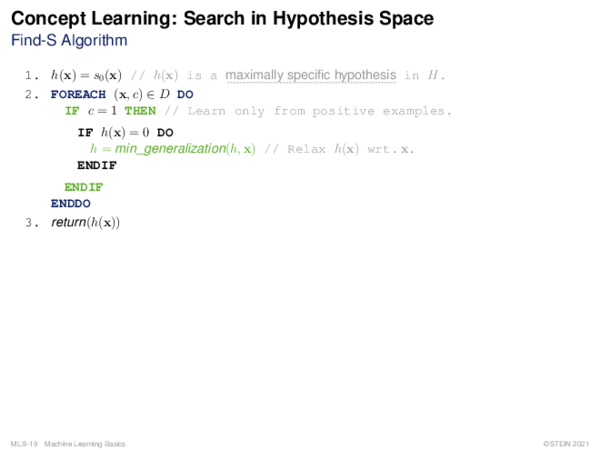 Concept Learning: Search in Hypothesis Space
Find-S Algorithm
1. h(x) = s₀(x) // h(x) is a maximally specific hypothesis in H.
2. FOREACH (x, c) ∈ D DO
IF c = 1 THEN // Learn only from positive examples.
IF h(x) = 0 DO
h = min_generalization(h, x) // Relax h(x) wrt. x.
ENDIF
ENDIF
ENDDO
3. return(h(x))
ML:II-19 Machine Learning Basics ©STEIN 2021